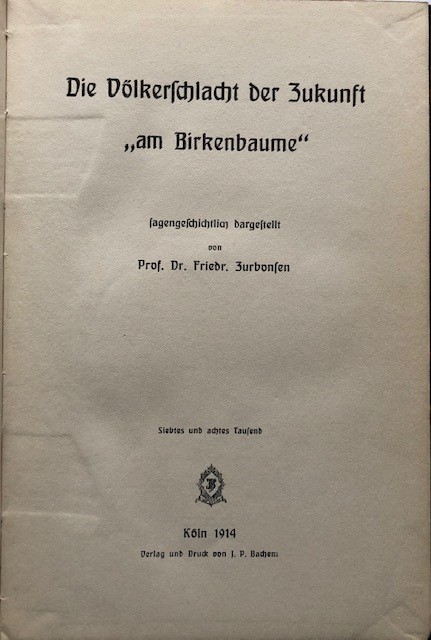 Die Völkerschlacht der Zukunft
„am Birkenbaume“
sagengeschichtlich dargestellt
von
Prof. Dr. Friedr. Zurbonsen
Siebtes und achtes Tausend
Köln 1914
Verlag und Druck von J. P. Bachem